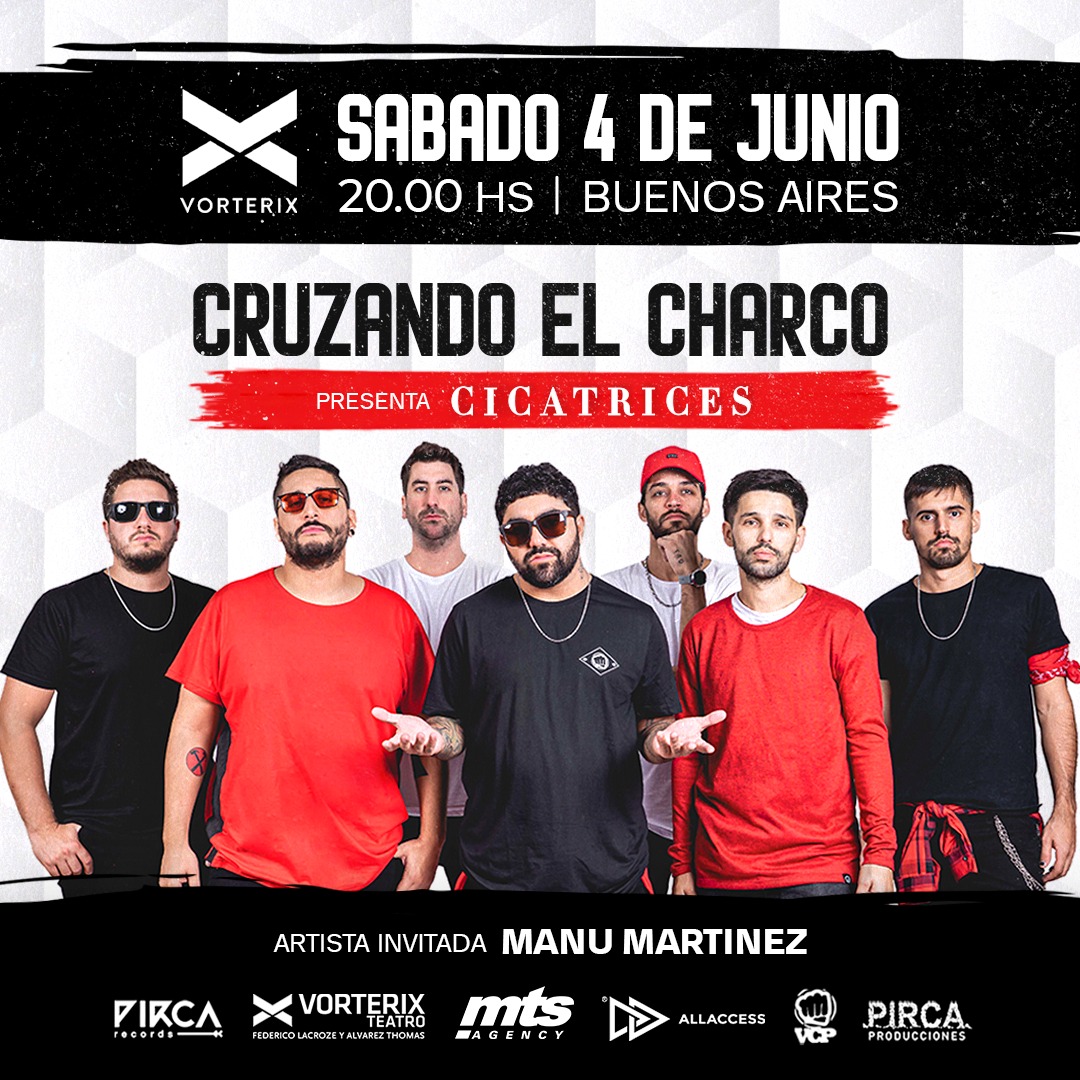 VORTERIX
SABADO 4 DE JUNIO
20.00 HS | BUENOS AIRES
CRUZANDO EL CHARCO
PRESENTA CICATRICES
ARTISTA INVITADA MANU MARTINEZ
PIRCA
records
VORTERIX
TEATRO
FEDERICO LACROZE Y ALVAREZ THOMAS
mts
AGENCY
® ALLACCESS
VGP
PIRCA
PRODUCCIONES